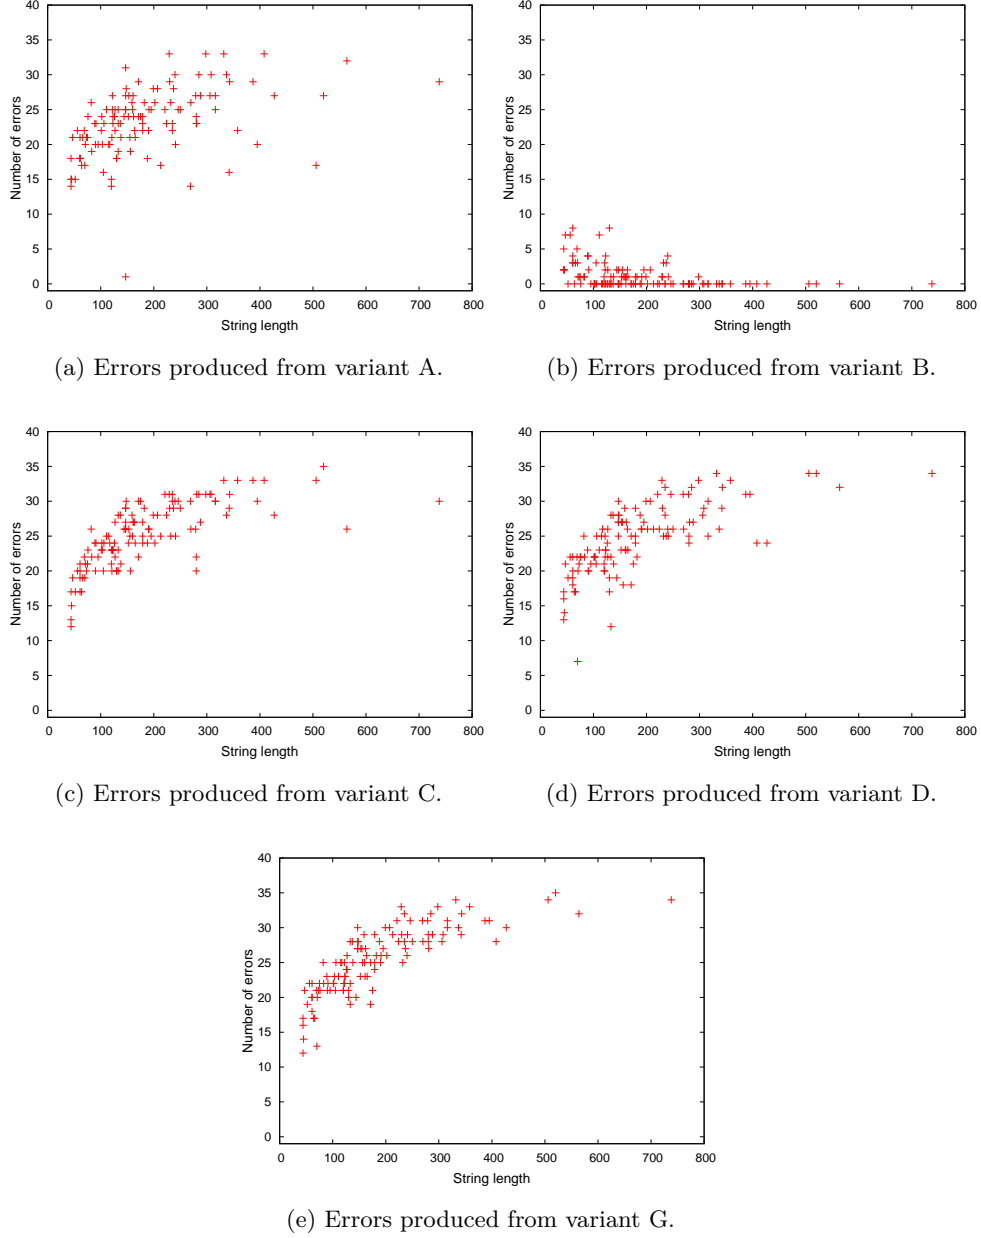 40
35
30
25
20
15
10
5
0
Number of errors
0 100 200 300 400 500 600 700 800
String length
(a) Errors produced from variant A.
40
35
30
25
20
15
10
5
0
Number of errors
0 100 200 300 400 500 600 700 800
String length
(b) Errors produced from variant B.
40
35
30
25
20
15
10
5
0
Number of errors
0 100 200 300 400 500 600 700 800
String length
(c) Errors produced from variant C.
40
35
30
25
20
15
10
5
0
Number of errors
0 100 200 300 400 500 600 700 800
String length
(d) Errors produced from variant D.
40
35
30
25
20
15
10
5
0
Number of errors
0 100 200 300 400 500 600 700 800
String length
(e) Errors produced from variant G.